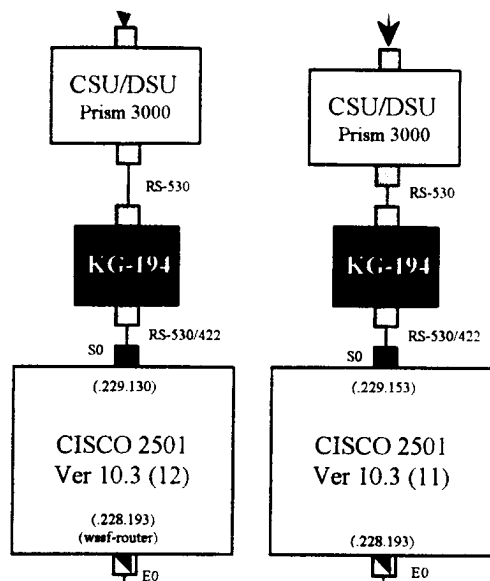 CSU/DSU
Prism 3000
RS-530
KG-194
RS-530/422
S0
(.229.130)
CISCO 2501
Ver 10.3 (12)
(.228.193)
(wssf-router)
E0
CSU/DSU
Prism 3000
RS-530
KG-194
RS-530/422
S0
(.229.153)
CISCO 2501
Ver 10.3 (11)
(.228.193)
E0